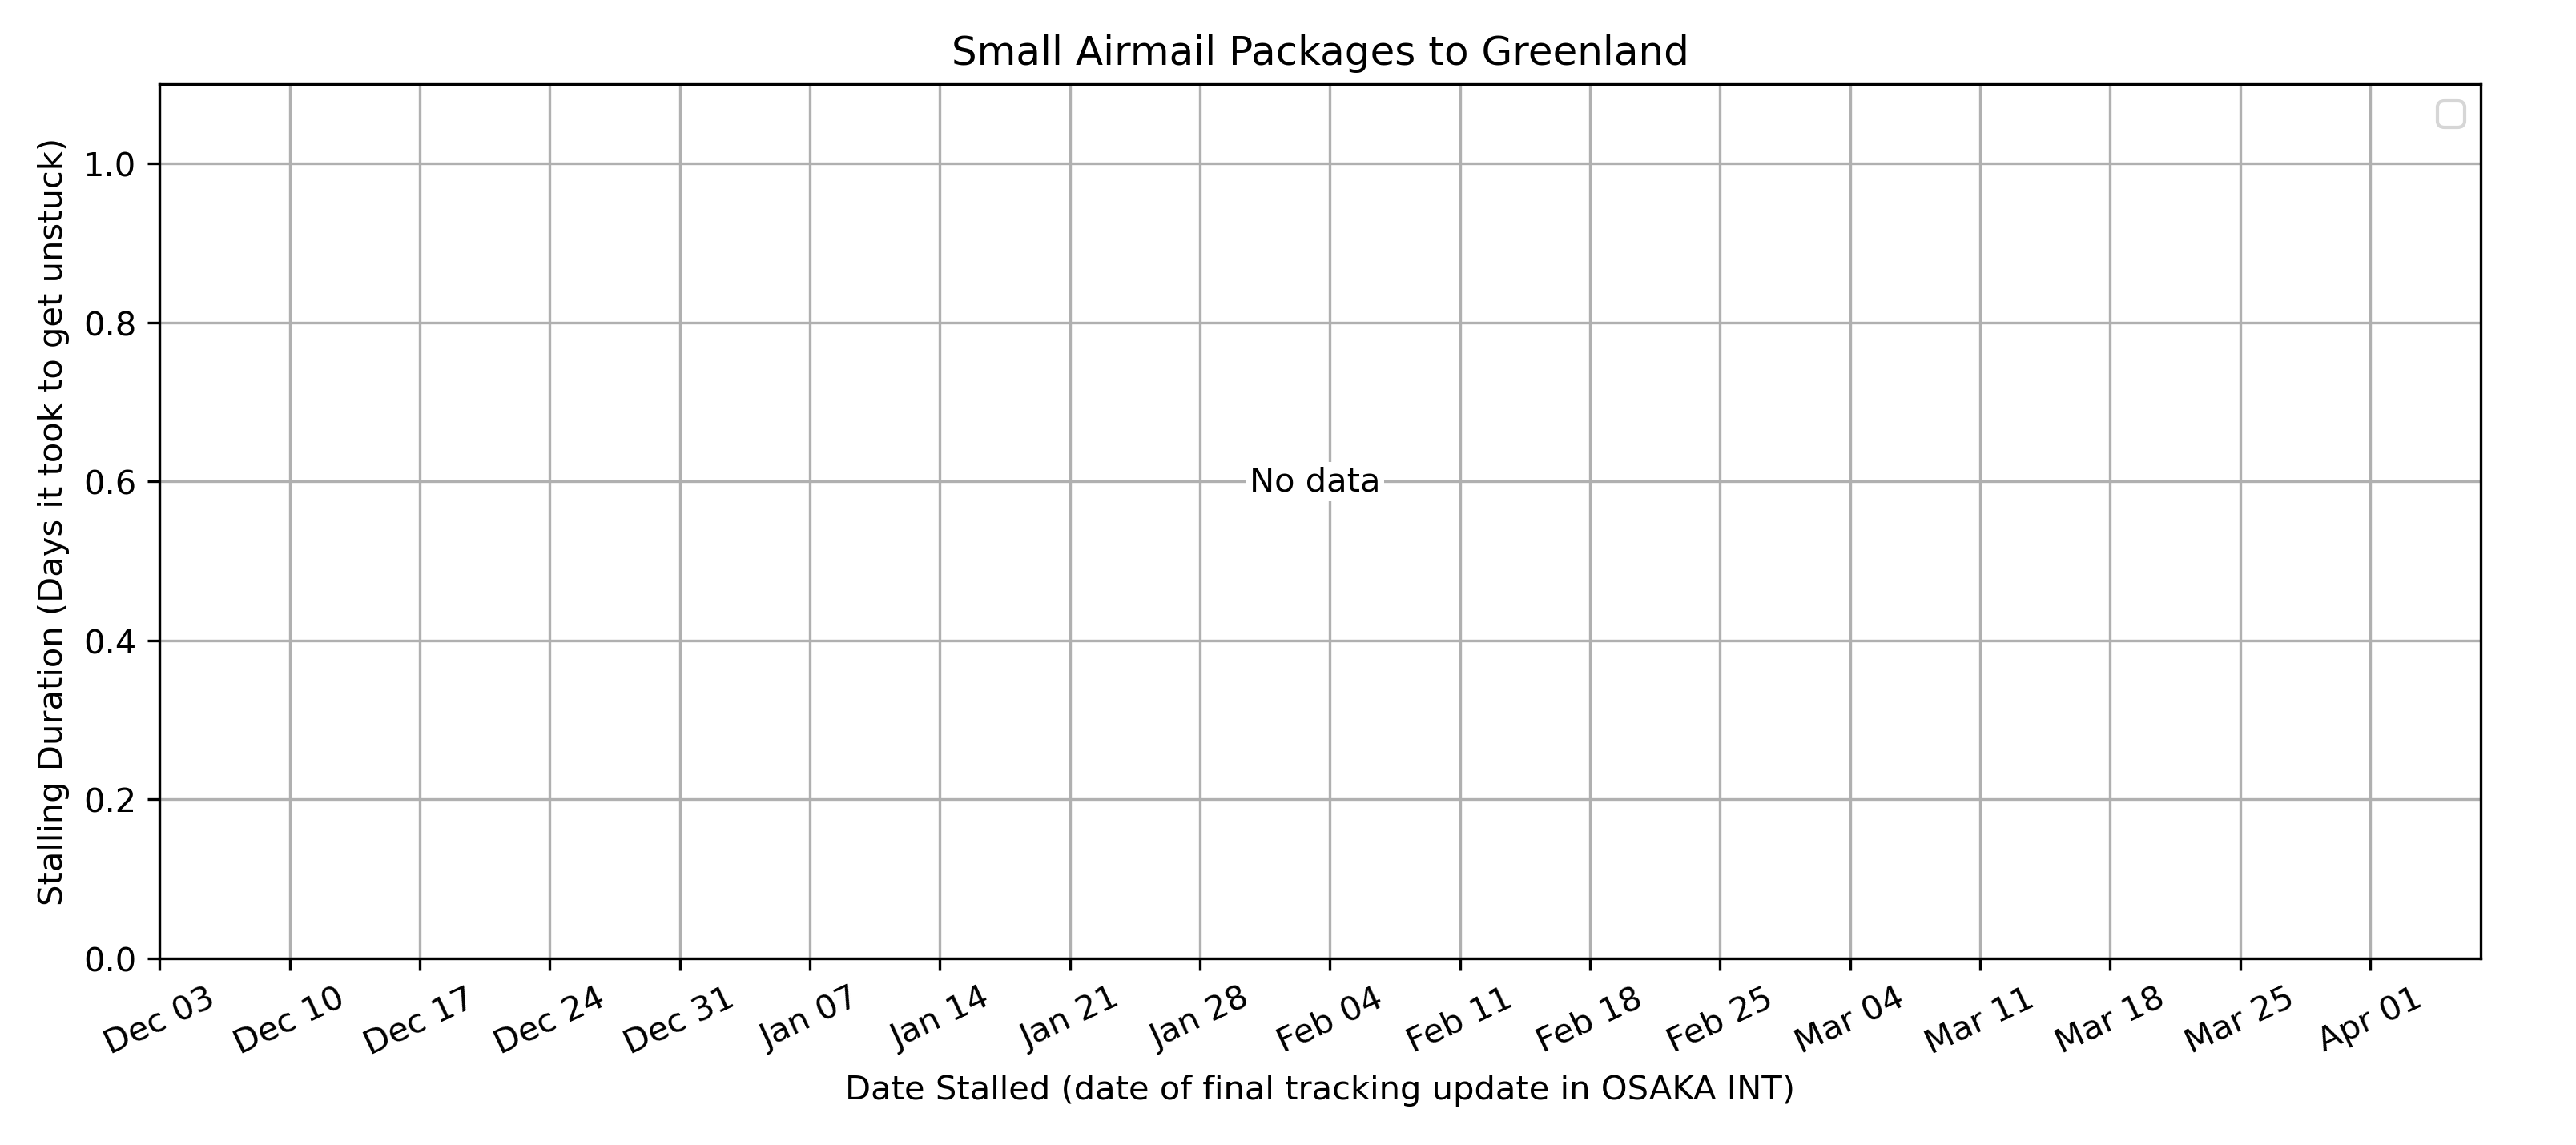 Small Airmail Packages to Greenland
Stalling Duration (Days it took to get unstuck)
1.0
0.8
0.6
0.4
0.2
0.0
No data
Dec 03
Dec 10
Dec 17
Dec 24
Dec 31
Jan 07
Jan 14
Jan 21
Jan 28
Feb 04
Feb 11
Feb 18
Feb 25
Mar 04
Mar 11
Mar 18
Mar 25
Apr 01
Date Stalled (date of final tracking update in OSAKA INT)